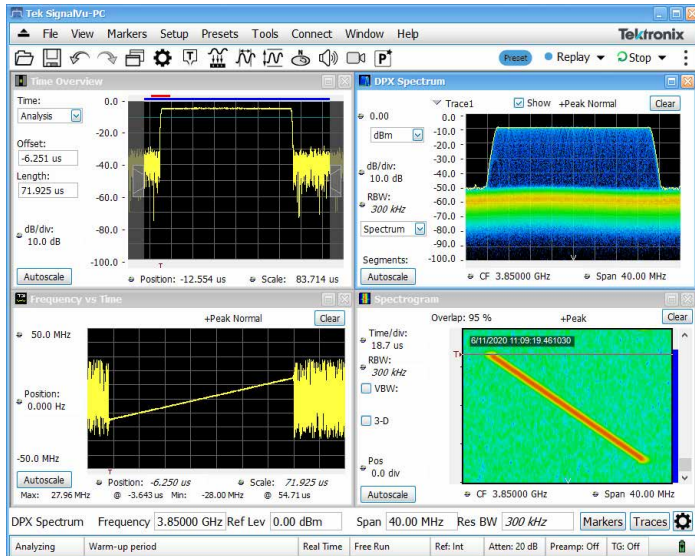 Tek SignalVu-PC
File View Markers Setup Presets Tools Connect Window Help
Tektronix
Preset Replay Stop
Time Overview
Time:
Analysis
Offset:
-6.251 us
Length:
71.925 us
dB/div:
10.0 dB
Autoscale
0.0
-20.0
-40.0
-60.0
-80.0
-100.0
T
Position: -12.554 us Scale: 83.714 us
DPX Spectrum
Trace1 Show +Peak Normal Clear
0.00
dBm
dB/div:
10.0 dB
RBW:
300 kHz
Spectrum
Segments:
Autoscale
0.0
-10.0
-20.0
-30.0
-40.0
-50.0
-60.0
-70.0
-80.0
-90.0
-100.0
CF 3.85000 GHz Span 40.00 MHz
Frequency vs Time
+Peak Normal Clear
50.0 MHz
Position:
0.000 Hz
-50.0 MHz
Autoscale
T
Position: -6.250 us Scale: 71.925 us
Max: 27.96 MHz @ -3.643 us Min: -28.00 MHz @ 54.71 us
Spectrogram
Overlap: 95 % +Peak Clear
Time/div:
18.7 us
RBW:
300 kHz
VBW:
3-D
Pos
0.0 div
Autoscale
6/11/2020 11:09:19.461030
T
CF 3.85000 GHz Span 40.00 MHz
DPX Spectrum Frequency 3.85000 GHz Ref Lev 0.00 dBm Span 40.00 MHz Res BW 300 kHz Markers Traces
Analyzing Warm-up period Real Time Free Run Ref: Int Atten: 20 dB Preamp: Off TG: Off